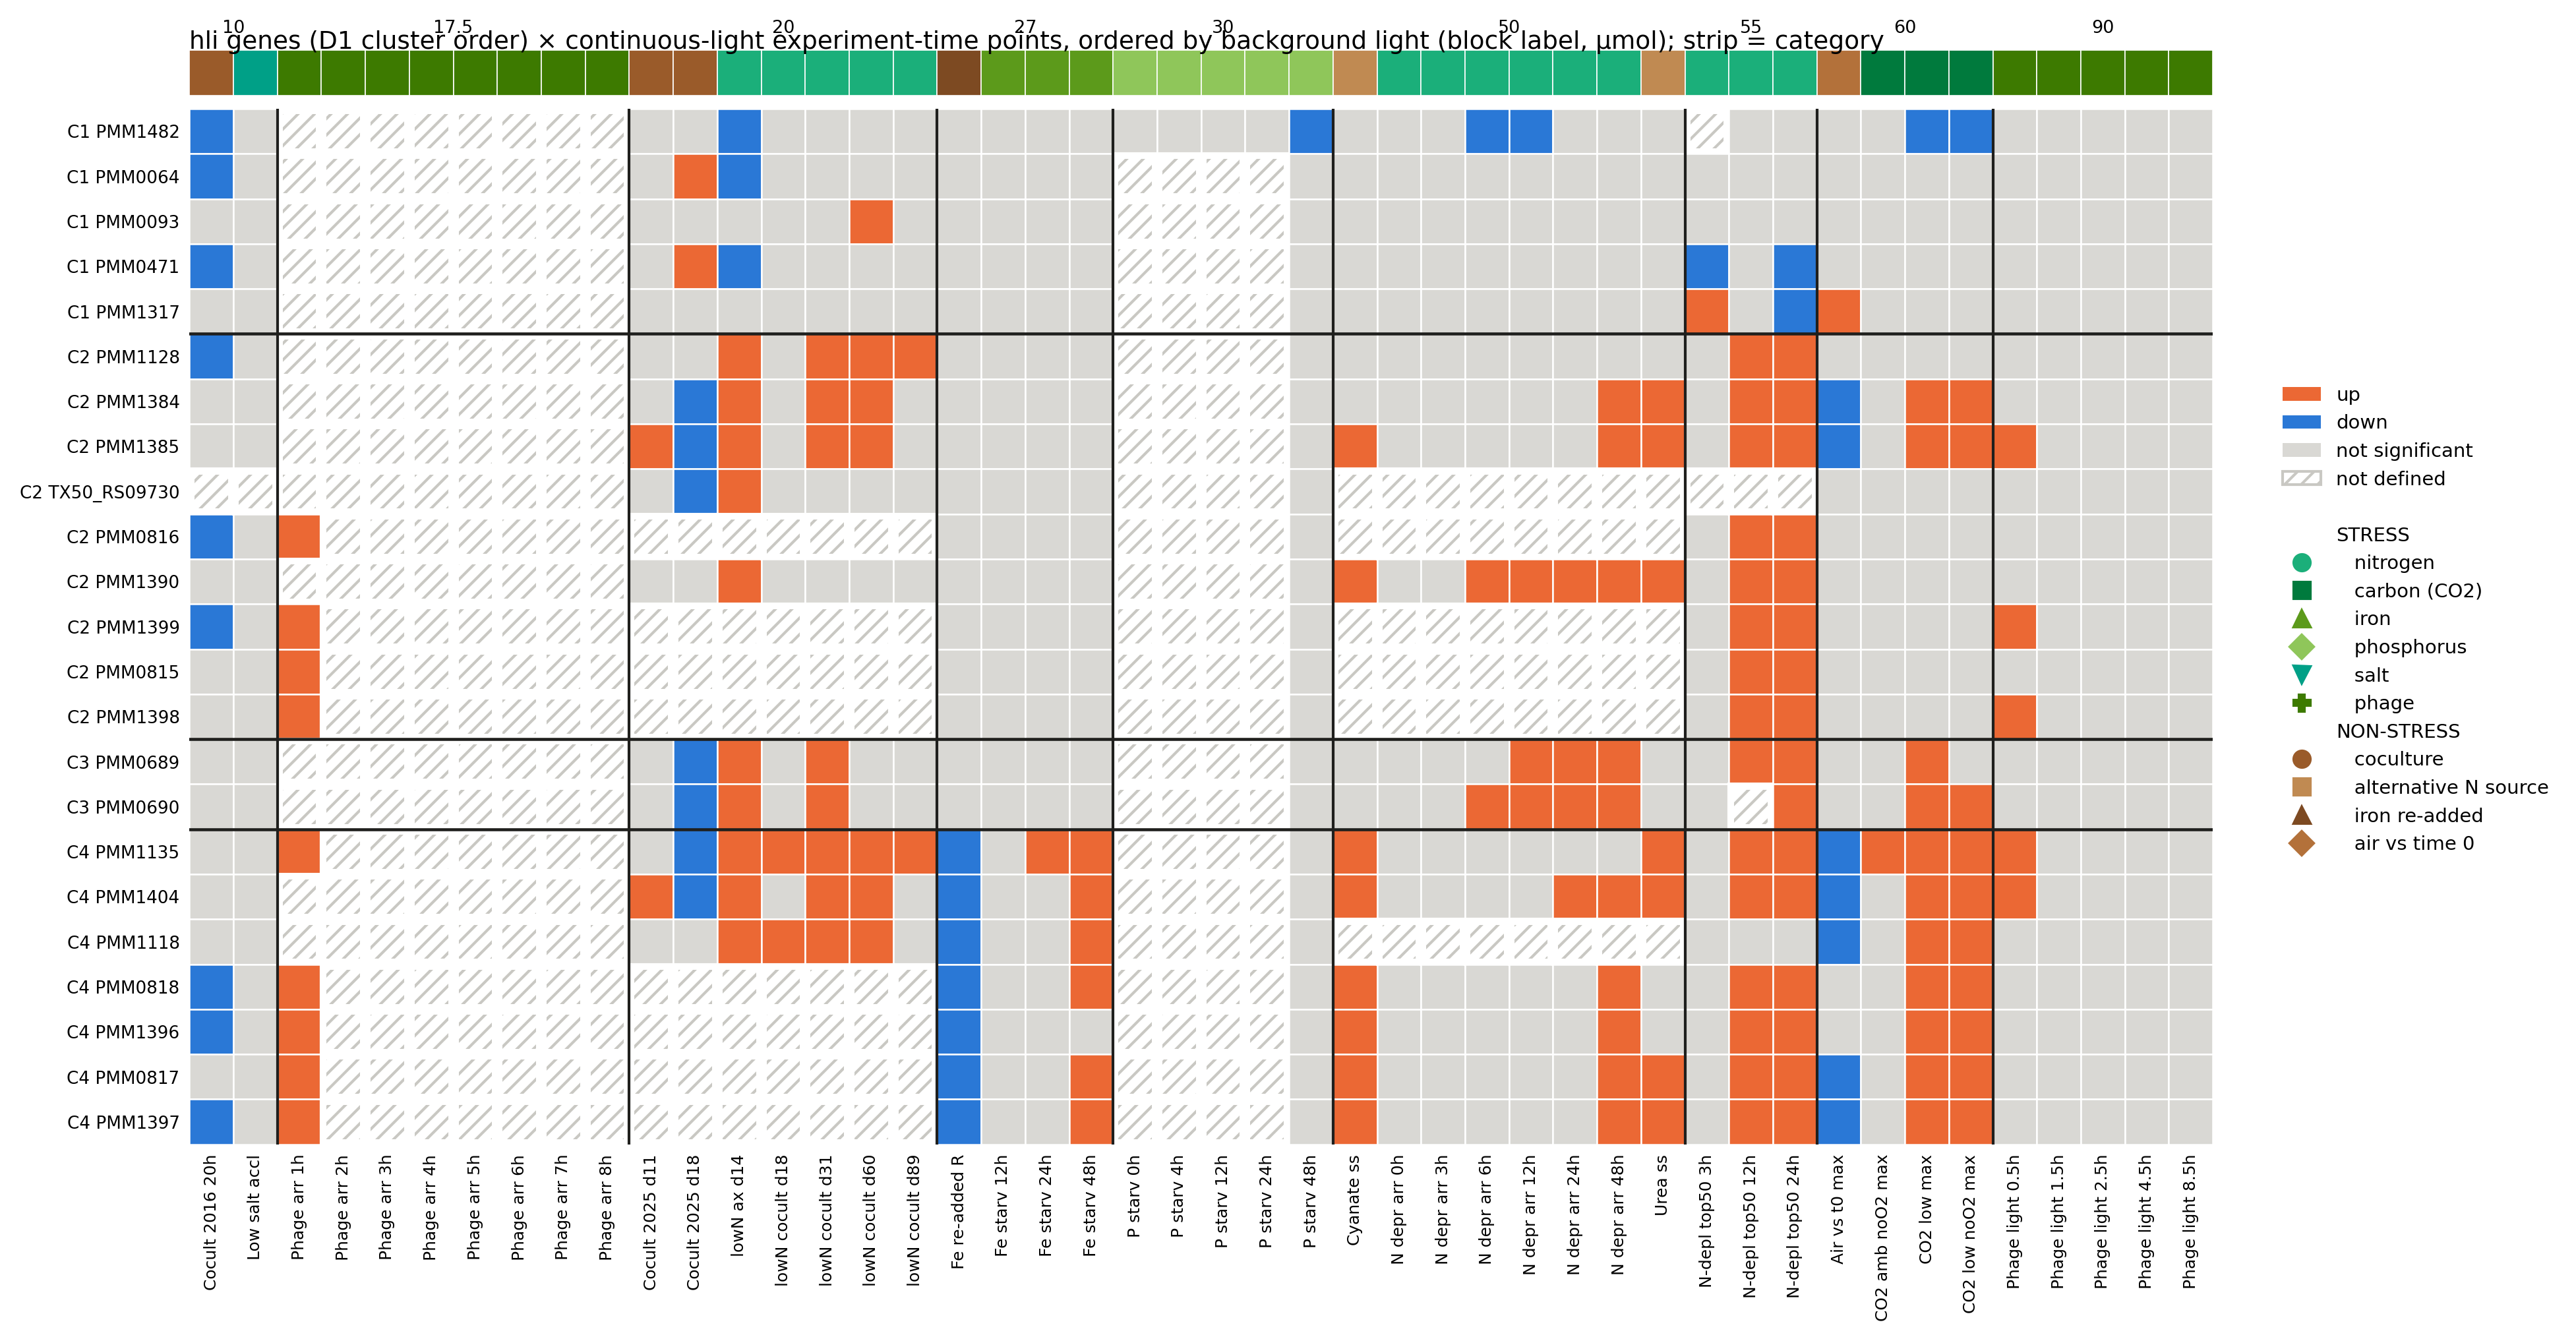 10 17.5 20 27 30 50 55 60 90
hli genes (D1 cluster order) × continuous-light experiment-time points, ordered by background light (block label, µmol); strip = category
C1 PMM1482
C1 PMM0064
C1 PMM0093
C1 PMM0471
C1 PMM1317
C2 PMM1128
C2 PMM1384
C2 PMM1385
C2 TX50_RS09730
C2 PMM0816
C2 PMM1390
C2 PMM1399
C2 PMM0815
C2 PMM1398
C3 PMM0689
C3 PMM0690
C4 PMM1135
C4 PMM1404
C4 PMM1118
C4 PMM0818
C4 PMM1396
C4 PMM0817
C4 PMM1397
Cocult 2016 20h
Low salt accl
Phage arr 1h
Phage arr 2h
Phage arr 3h
Phage arr 4h
Phage arr 5h
Phage arr 6h
Phage arr 7h
Phage arr 8h
Cocult 2025 d11
Cocult 2025 d18
lowN ax d14
lowN cocult d18
lowN cocult d31
lowN cocult d60
lowN cocult d89
Fe re-added R
Fe starv 12h
Fe starv 24h
Fe starv 48h
P starv 0h
P starv 4h
P starv 12h
P starv 24h
P starv 48h
Cyanate ss
N depr arr 0h
N depr arr 3h
N depr arr 6h
N depr arr 12h
N depr arr 24h
N depr arr 48h
Urea ss
N-depl top50 3h
N-depl top50 12h
N-depl top50 24h
Air vs t0 max
CO2 amb noO2 max
CO2 low max
CO2 low noO2 max
Phage light 0.5h
Phage light 1.5h
Phage light 2.5h
Phage light 4.5h
Phage light 8.5h
up
down
not significant
not defined
STRESS
nitrogen
carbon (CO2)
iron
phosphorus
salt
phage
NON-STRESS
coculture
alternative N source
iron re-added
air vs time 0